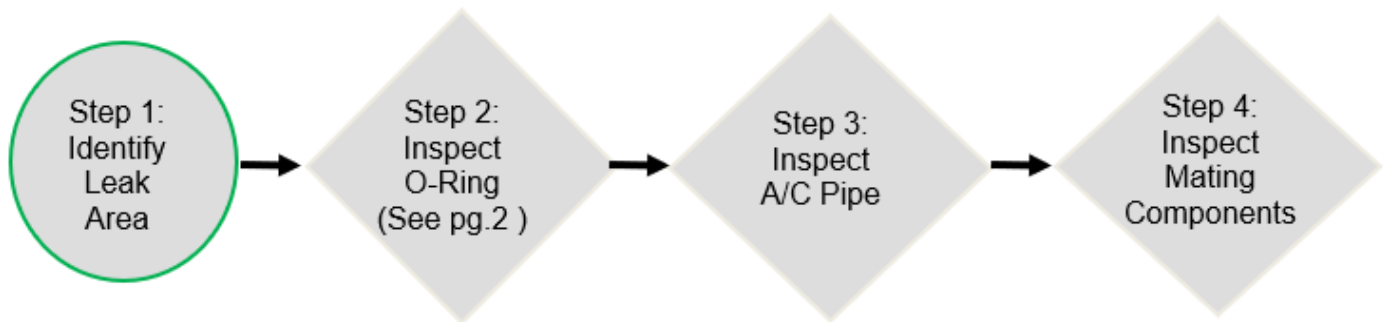 Step 1:
Identify
Leak
Area
Step 2:
Inspect
O-Ring
(See pg.2 )
Step 3:
Inspect
A/C Pipe
Step 4:
Inspect
Mating
Components